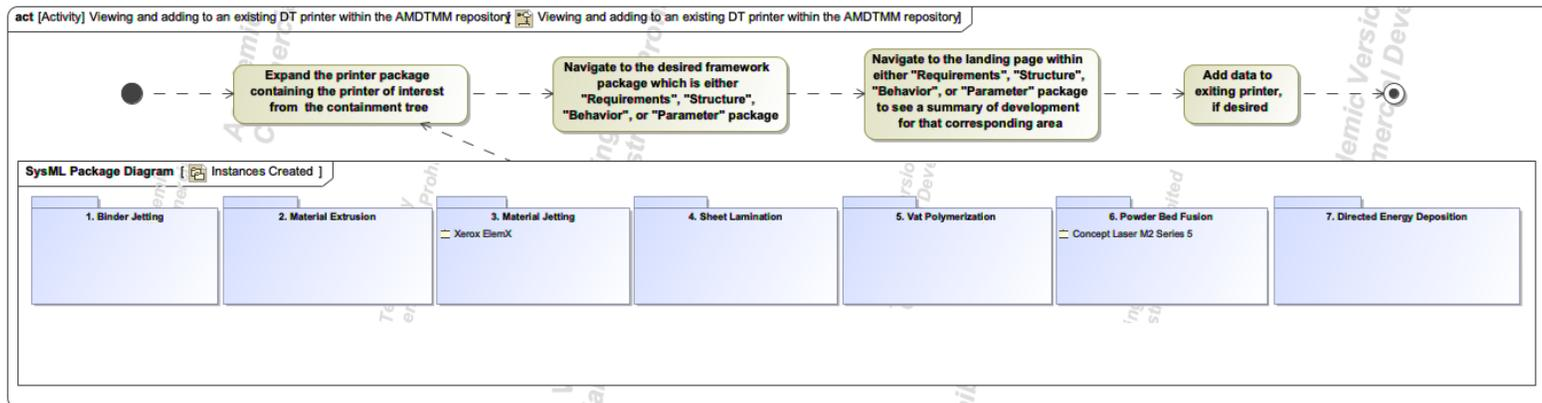 act [Activity] Viewing and adding to an existing DT printer within the AMDTMM repository[ Viewing and adding to an existing DT printer within the AMDTMM repository]
Expand the printer package
containing the printer of interest
from the containment tree
Navigate to the desired framework
package which is either
"Requirements", "Structure",
"Behavior", or "Parameter" package
Navigate to the landing page within
either "Requirements", "Structure",
"Behavior", or "Parameter" package
to see a summary of development
for that corresponding area
Add data to
exiting printer,
if desired
SysML Package Diagram [ Instances Created ]
1. Binder Jetting
2. Material Extrusion
3. Material Jetting
Xerox ElemX
4. Sheet Lamination
5. Vat Polymerization
6. Powder Bed Fusion
Concept Laser M2 Series 5
7. Directed Energy Deposition